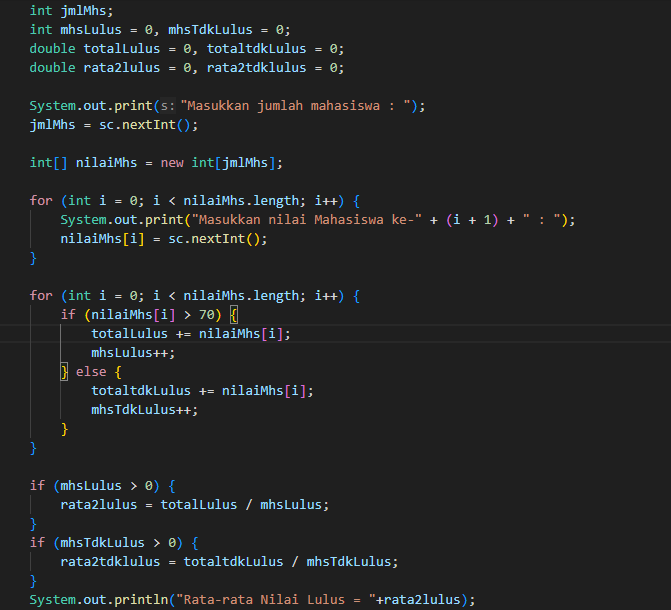 int jmlMhs;
int mhsLulus = 0, mhsTdkLulus = 0;
double totalLulus = 0, totaltdkLulus = 0;
double rata2lulus = 0, rata2tdklulus = 0;
System.out.print(s: "Masukkan jumlah mahasiswa : ");
jmlMhs = sc.nextInt();
int[] nilaiMhs = new int[jmlMhs];
for (int i = 0; i < nilaiMhs.length; i++) {
System.out.print("Masukkan nilai Mahasiswa ke-" + (i + 1) + " : ");
nilaiMhs[i] = sc.nextInt();
}
for (int i = 0; i < nilaiMhs.length; i++) {
if (nilaiMhs[i] > 70) {
totalLulus += nilaiMhs[i];
mhsLulus++;
} else {
totaltdkLulus += nilaiMhs[i];
mhsTdkLulus++;
}
}
if (mhsLulus > 0) {
rata2lulus = totalLulus / mhsLulus;
}
if (mhsTdkLulus > 0) {
rata2tdklulus = totaltdkLulus / mhsTdkLulus;
}
System.out.println("Rata-rata Nilai Lulus = "+rata2lulus);